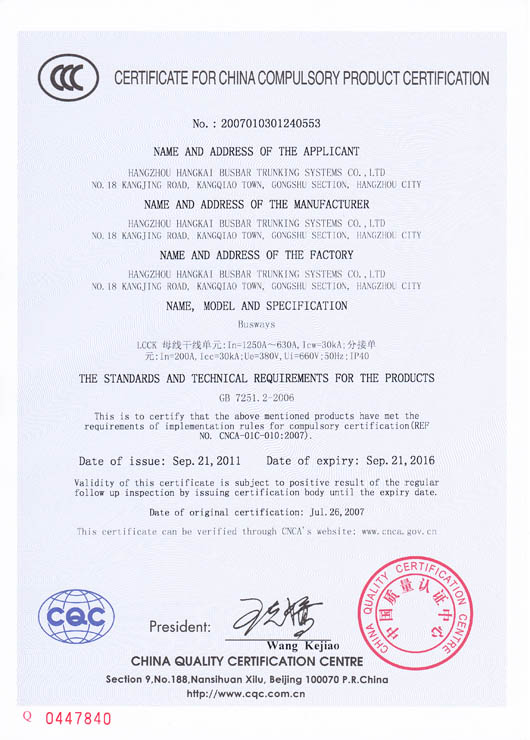 CCC
CERTIFICATE FOR CHINA COMPULSORY PRODUCT CERTIFICATION
No. : 2007010301240553
NAME AND ADDRESS OF THE APPLICANT
HANGZHOU HANGKAI BUSBAR TRUNKING SYSTEMS CO.,LTD
NO.18 KANGJING ROAD, KANGQIAO TOWN, GONGSHU SECTION, HANGZHOU CITY
NAME AND ADDRESS OF THE MANUFACTURER
HANGZHOU HANGKAI BUSBAR TRUNKING SYSTEMS CO.,LTD
NO.18 KANGJING ROAD, KANGQIAO TOWN, GONGSHU SECTION, HANGZHOU CITY
NAME AND ADDRESS OF THE FACTORY
HANGZHOU HANGKAI BUSBAR TRUNKING SYSTEMS CO.,LTD
NO.18 KANGJING ROAD, KANGQIAO TOWN, GONGSHU SECTION, HANGZHOU CITY
NAME, MODEL AND SPECIFICATION
Busways
LCCK 母线干线单元:In=1250A～630A,Icw=30kA;分接单
元:In=200A,Icc=30kA;Ue=380V,Ui=660V;50Hz;IP40
THE STANDARDS AND TECHNICAL REQUIREMENTS FOR THE PRODUCTS
GB 7251.2-2006
This is to certify that the above mentioned products have met the
requirements of implementation rules for compulsory certification(REF
NO. CNCA-01C-010:2007).
Date of issue: Sep.21,2011 Date of expiry: Sep.21,2016
Validity of this certificate is subject to positive result of the regular
follow up inspection by issuing certification body until the expiry date.
Date of original certification: Jul.26,2007
This certificate can be verified through CNCA's website: www.cnca.gov.cn
CQC
President:
Wang Kejiao
CHINA QUALITY CERTIFICATION CENTRE
中国质量认证中心
CHINA QUALITY CERTIFICATION CENTRE
Section 9,No.188,Nansihuan Xilu, Beijing 100070 P.R.China
http://www.cqc.com.cn
Q 0447840